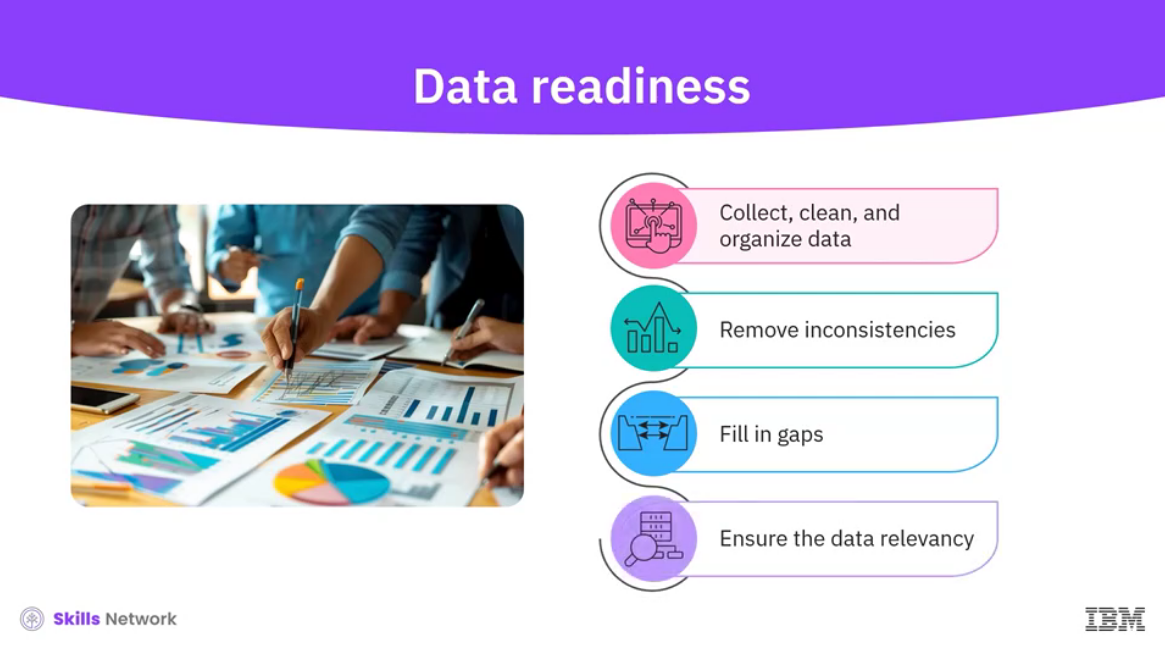 Data readiness
Collect, clean, and
organize data
Remove inconsistencies
Fill in gaps
Ensure the data relevancy
Skills Network
IBM